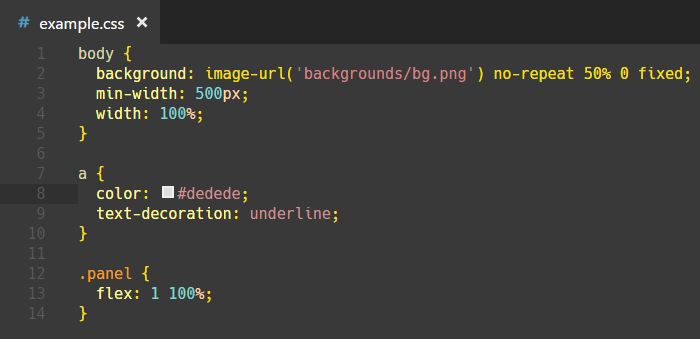 # example.css ×
1 body {
2   background: image-url('backgrounds/bg.png') no-repeat 50% 0 fixed;
3   min-width: 500px;
4   width: 100%;
5 }
6
7 a {
8   color: #dedede;
9   text-decoration: underline;
10 }
11
12 .panel {
13   flex: 1 100%;
14 }